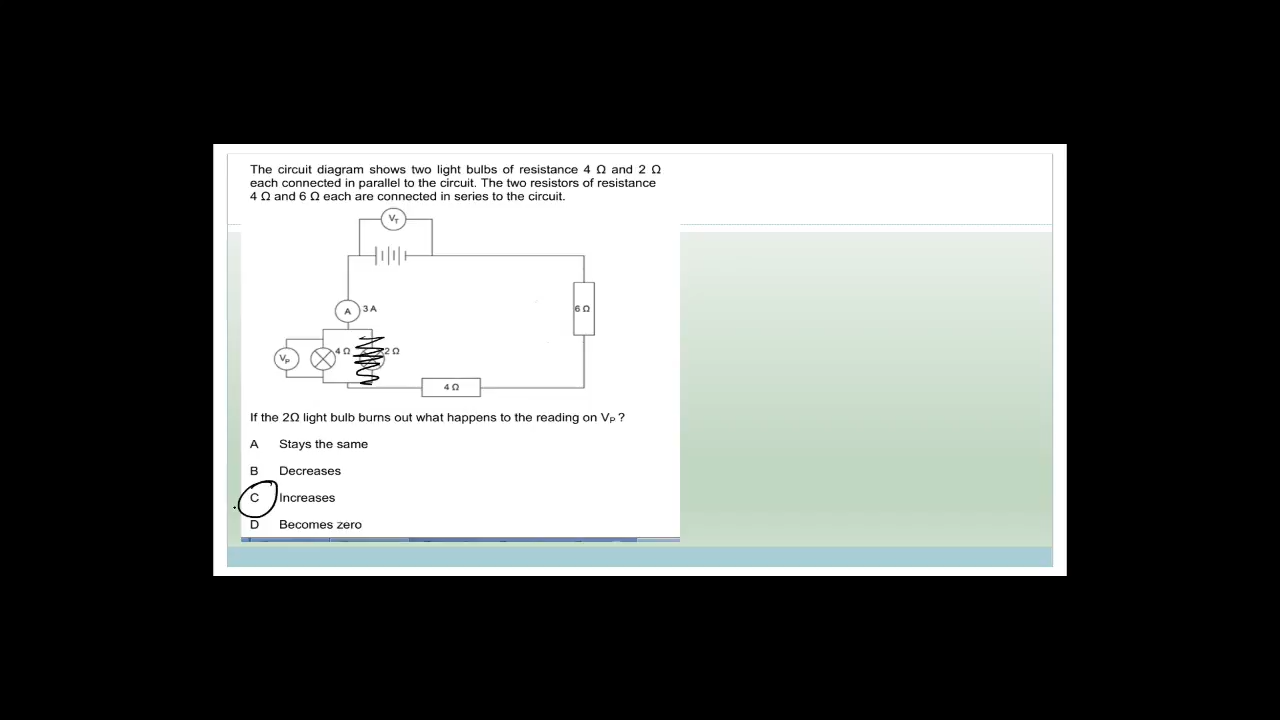 The circuit diagram shows two light bulbs of resistance 4 Ω and 2 Ω
each connected in parallel to the circuit. The two resistors of resistance
4 Ω and 6 Ω each are connected in series to the circuit.
VT
A 3 A
6 Ω
VP 4 Ω 2 Ω
4 Ω
If the 2Ω light bulb burns out what happens to the reading on VP ?
A Stays the same
B Decreases
C Increases
D Becomes zero